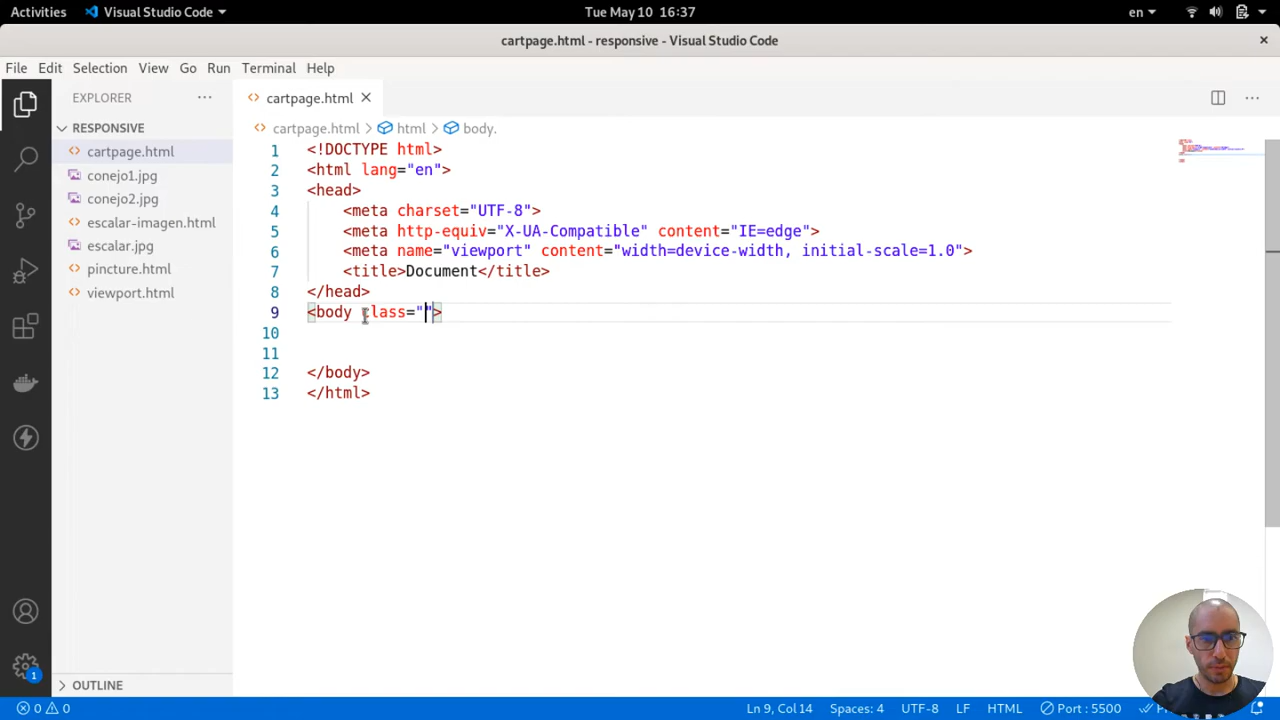 Activities
Visual Studio Code
Tue May 10 16:37
en
cartpage.html - responsive - Visual Studio Code
File Edit Selection View Go Run Terminal Help
EXPLORER
cartpage.html
RESPONSIVE
cartpage.html
conejo1.jpg
conejo2.jpg
escalar-imagen.html
escalar.jpg
pincture.html
viewport.html
OUTLINE
cartpage.html > html > body.
1 <!DOCTYPE html>
2 <html lang="en">
3 <head>
4 <meta charset="UTF-8">
5 <meta http-equiv="X-UA-Compatible" content="IE=edge">
6 <meta name="viewport" content="width=device-width, initial-scale=1.0">
7 <title>Document</title>
8 </head>
9 <body class="">
10
11
12 </body>
13 </html>
1
0 0
Ln 9, Col 14
Spaces: 4
UTF-8
LF
HTML
Port : 5500